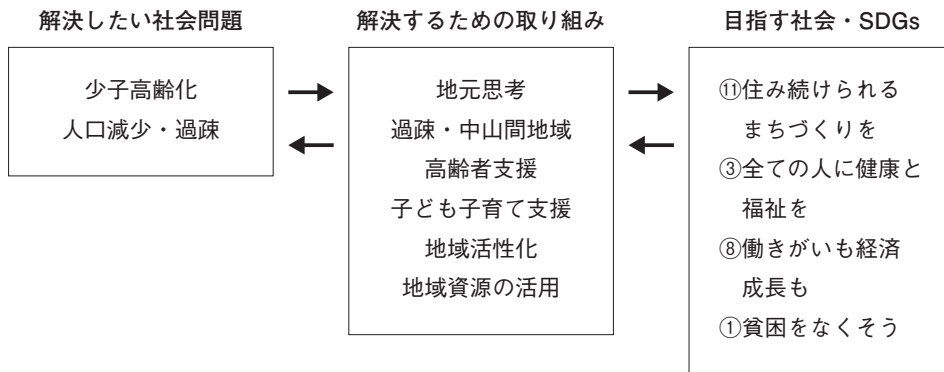 解決したい社会問題
少子高齢化
人口減少・過疎
解決するための取り組み
地元思考
過疎・中山間地域
高齢者支援
子ども子育て支援
地域活性化
地域資源の活用
目指す社会・SDGs
⑪住み続けられる
まちづくりを
③全ての人に健康と
福祉を
⑧働きがいも経済
成長も
①貧困をなくそう